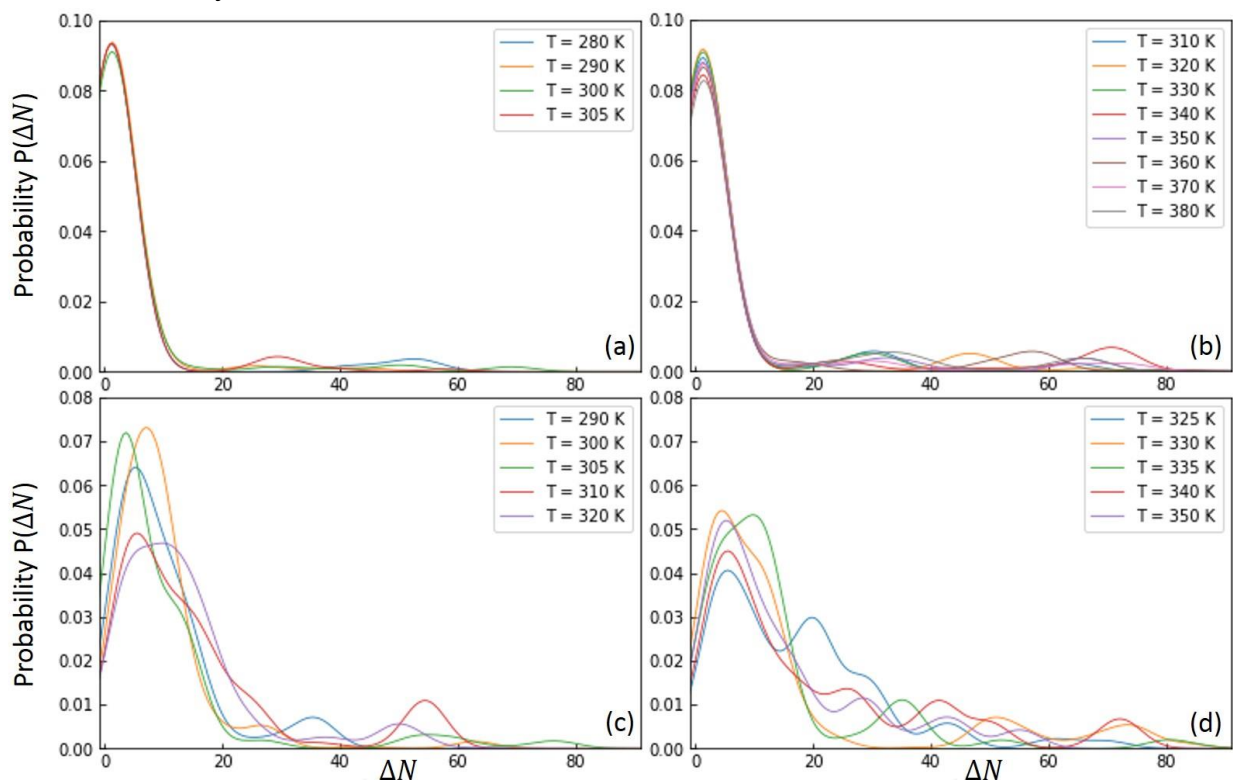 0.10
T = 280 K
T = 290 K
T = 300 K
T = 305 K
0.08
0.06
0.04
0.02
0.00
Probability P(ΔN)
(a)
0 20 40 60 80
0.10
T = 310 K
T = 320 K
T = 330 K
T = 340 K
T = 350 K
T = 360 K
T = 370 K
T = 380 K
0.08
0.06
0.04
0.02
0.00
(b)
0 20 40 60 80
0.08
T = 290 K
T = 300 K
T = 305 K
T = 310 K
T = 320 K
0.07
0.06
0.05
0.04
0.03
0.02
0.01
0.00
Probability P(ΔN)
(c)
0 20 40 60 80
ΔN
0.08
T = 325 K
T = 330 K
T = 335 K
T = 340 K
T = 350 K
0.07
0.06
0.05
0.04
0.03
0.02
0.01
0.00
(d)
0 20 40 60 80
ΔN